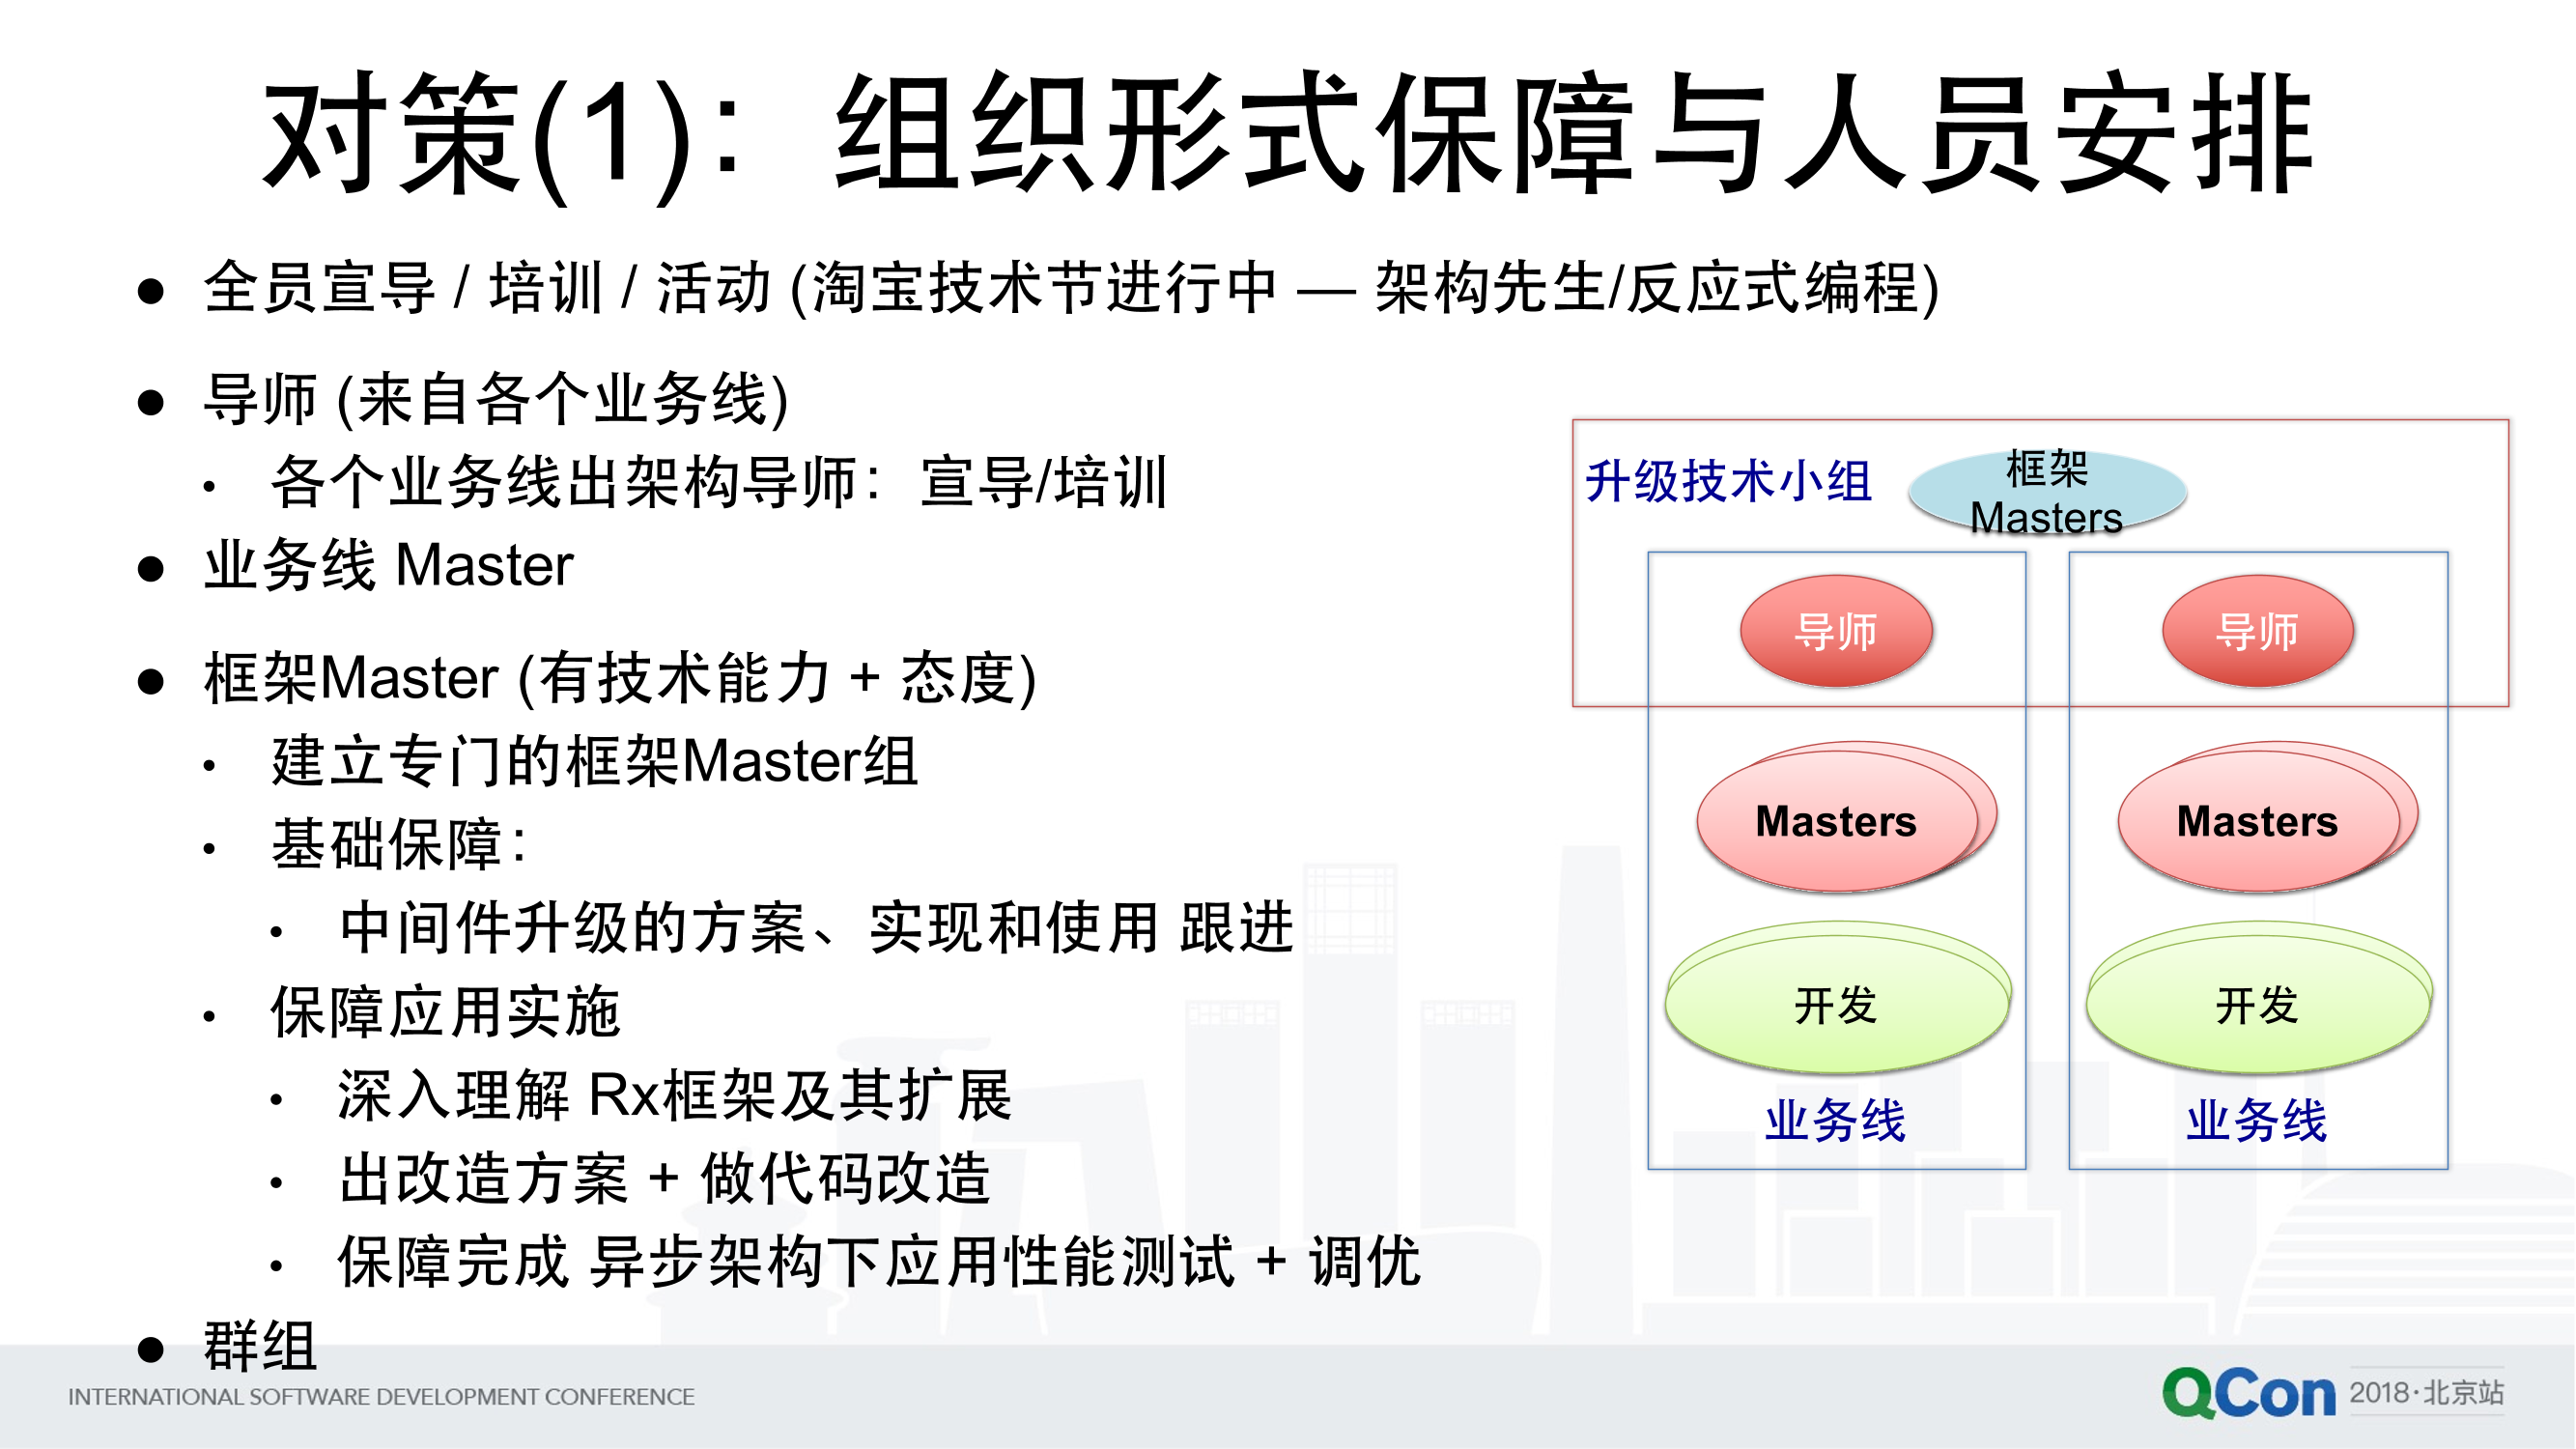 对策(1)： 组织形式保障与人员安排
● 全员宣导 / 培训 / 活动 (淘宝技术节进行中 — 架构先生/反应式编程)
● 导师 (来自各个业务线)
• 各个业务线出架构导师：宣导/培训
● 业务线 Master
● 框架Master (有技术能力 + 态度)
• 建立专门的框架Master组
• 基础保障：
• 中间件升级的方案、实现和使用 跟进
• 保障应用实施
• 深入理解 Rx框架及其扩展
• 出改造方案 + 做代码改造
• 保障完成 异步架构下应用性能测试 + 调优
● 群组
升级技术小组
框架
Masters
导师
导师
Masters
Masters
开发
开发
业务线
业务线
INTERNATIONAL SOFTWARE DEVELOPMENT CONFERENCE
QCon 2018·北京站